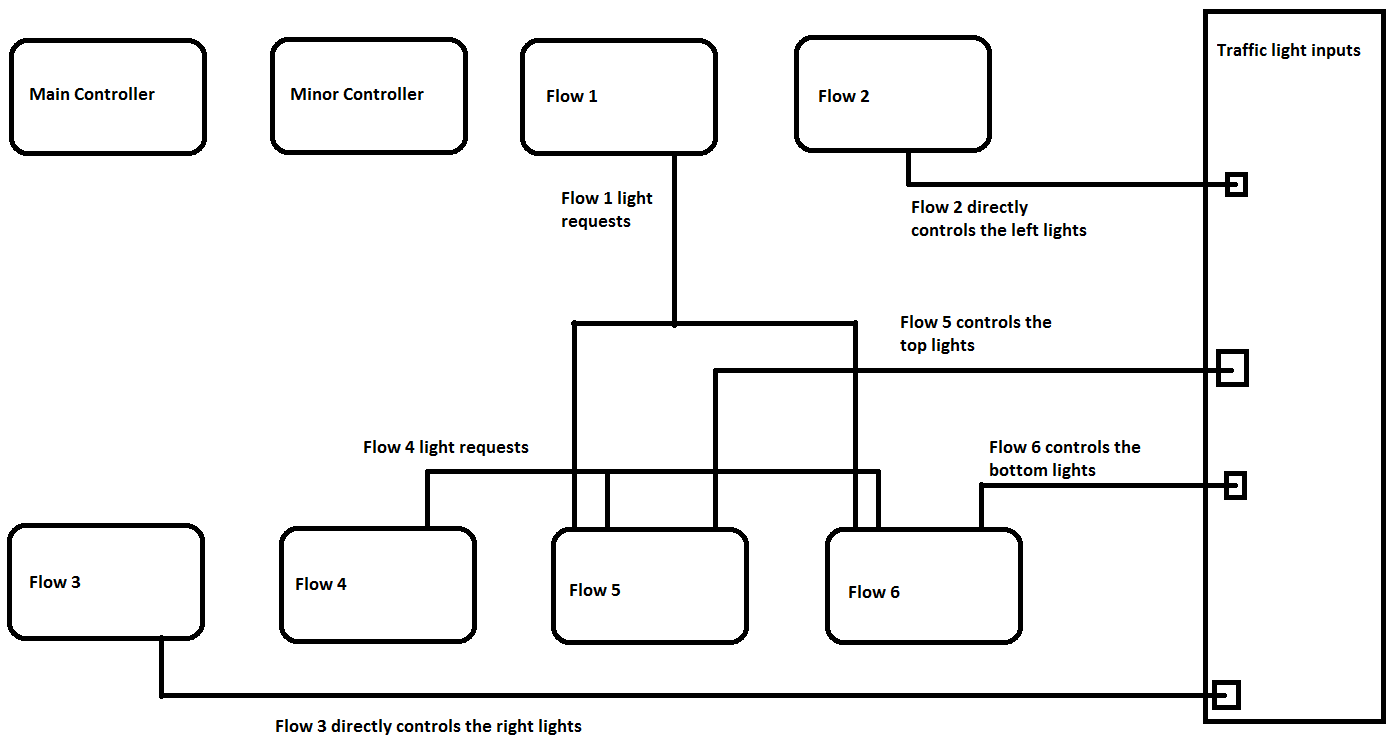 Main Controller
Minor Controller
Flow 1
Flow 2
Traffic light inputs
Flow 1 light
requests
Flow 2 directly
controls the left lights
Flow 5 controls the
top lights
Flow 4 light requests
Flow 6 controls the
bottom lights
Flow 3
Flow 4
Flow 5
Flow 6
Flow 3 directly controls the right lights